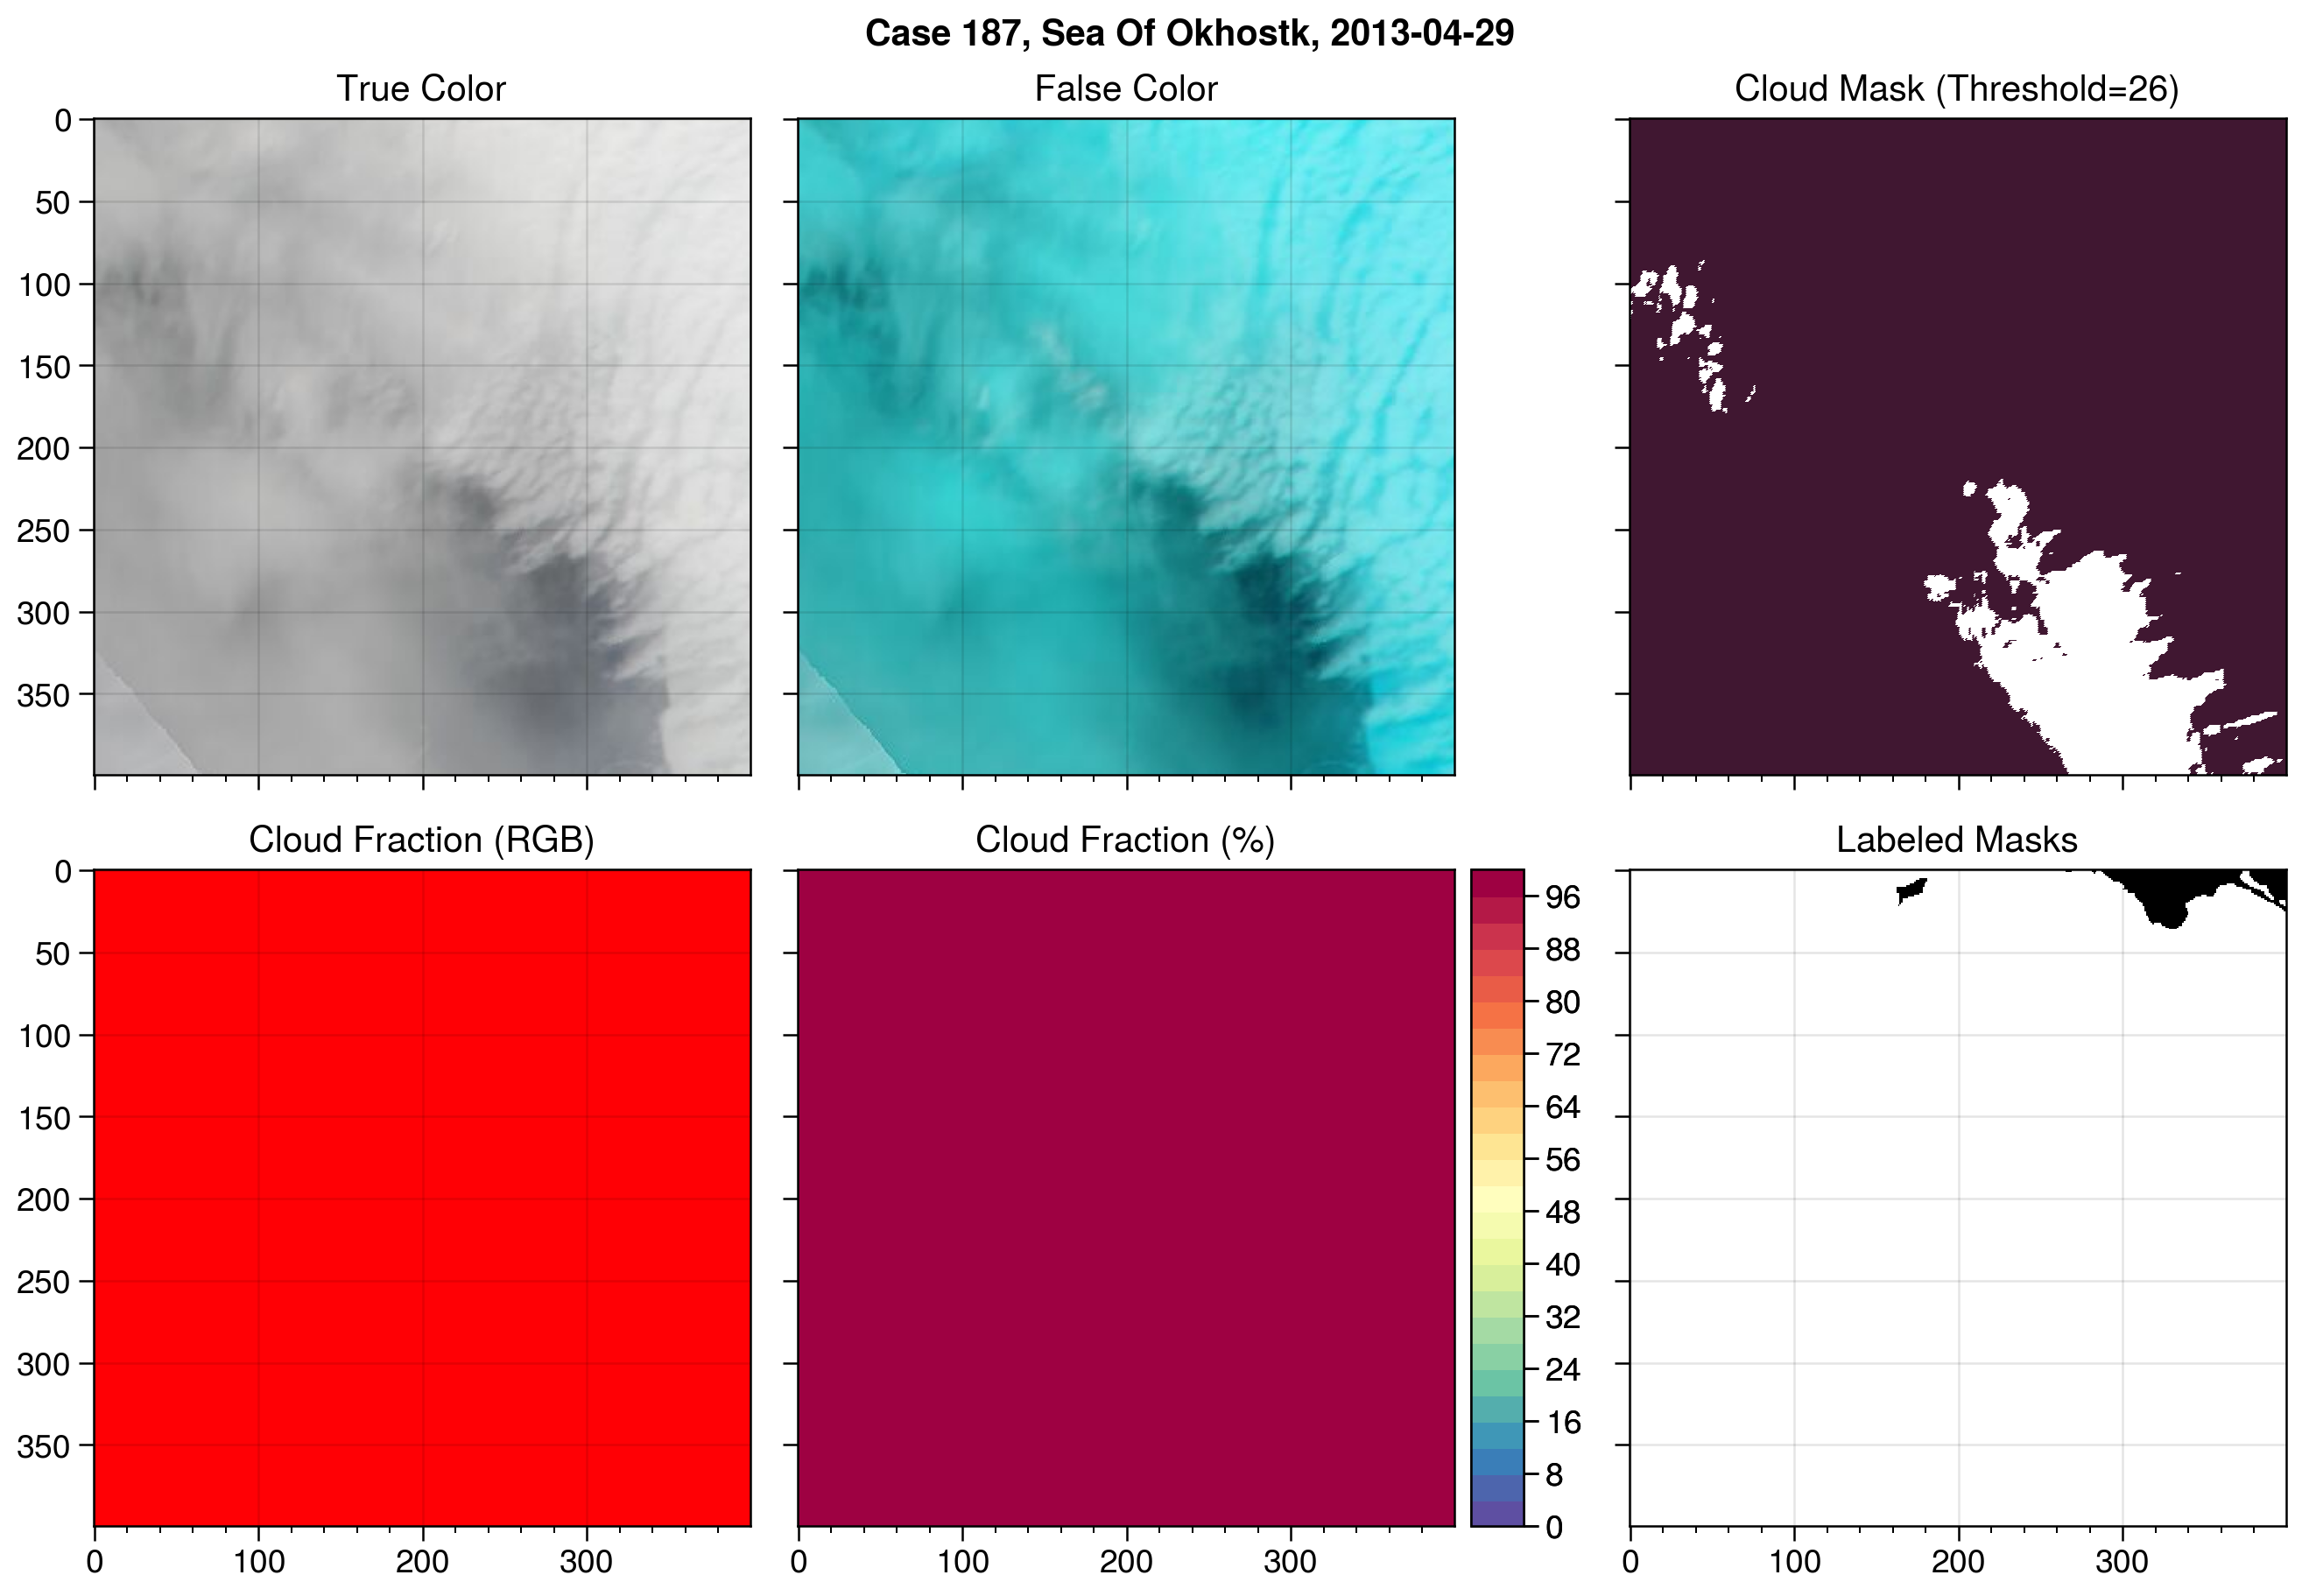 Case 187, Sea Of Okhostk, 2013-04-29
True Color
False Color
Cloud Mask (Threshold=26)
0
50
100
150
200
250
300
350
Cloud Fraction (RGB)
Cloud Fraction (%)
Labeled Masks
0
50
100
150
200
250
300
350
96
88
80
72
64
56
48
40
32
24
16
8
0
0 100 200 300
0 100 200 300
0 100 200 300